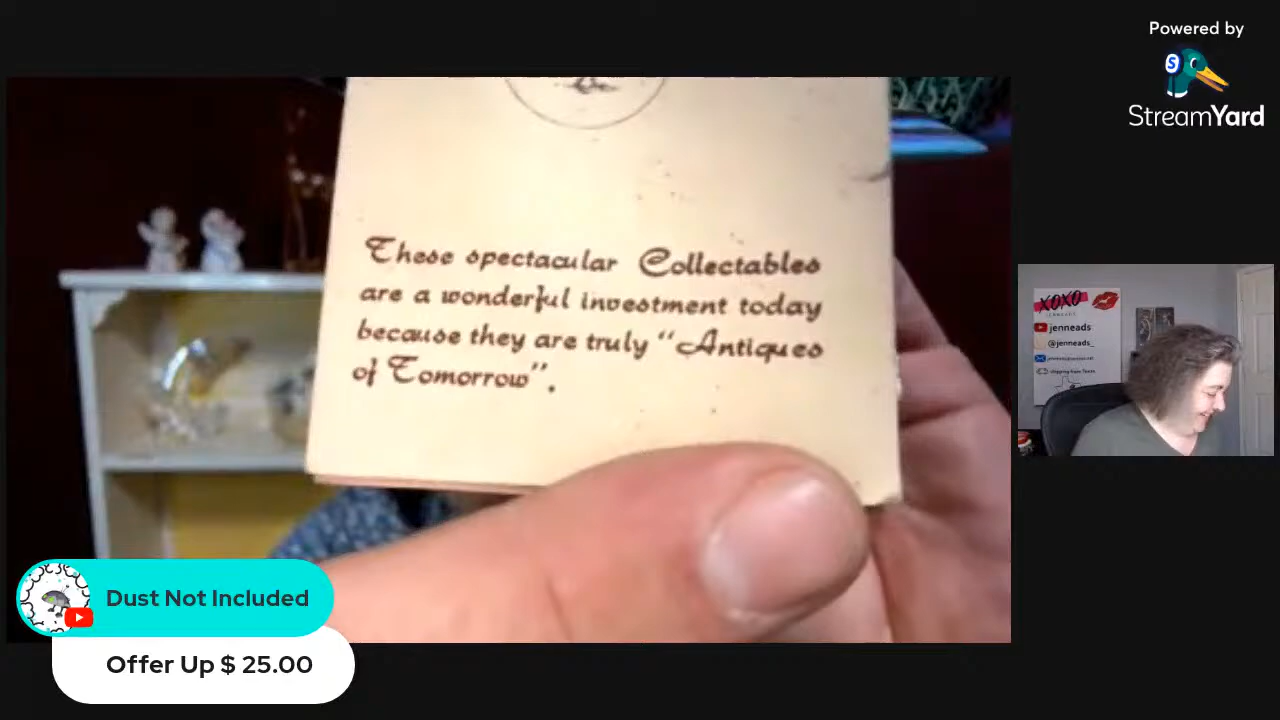 Powered by
StreamYard
These spectacular Collectables
are a wonderful investment today
because they are truly "Antiques
of Tomorrow".
XOXO
jenneads
@jenneads_
Dust Not Included
Offer Up $ 25.00